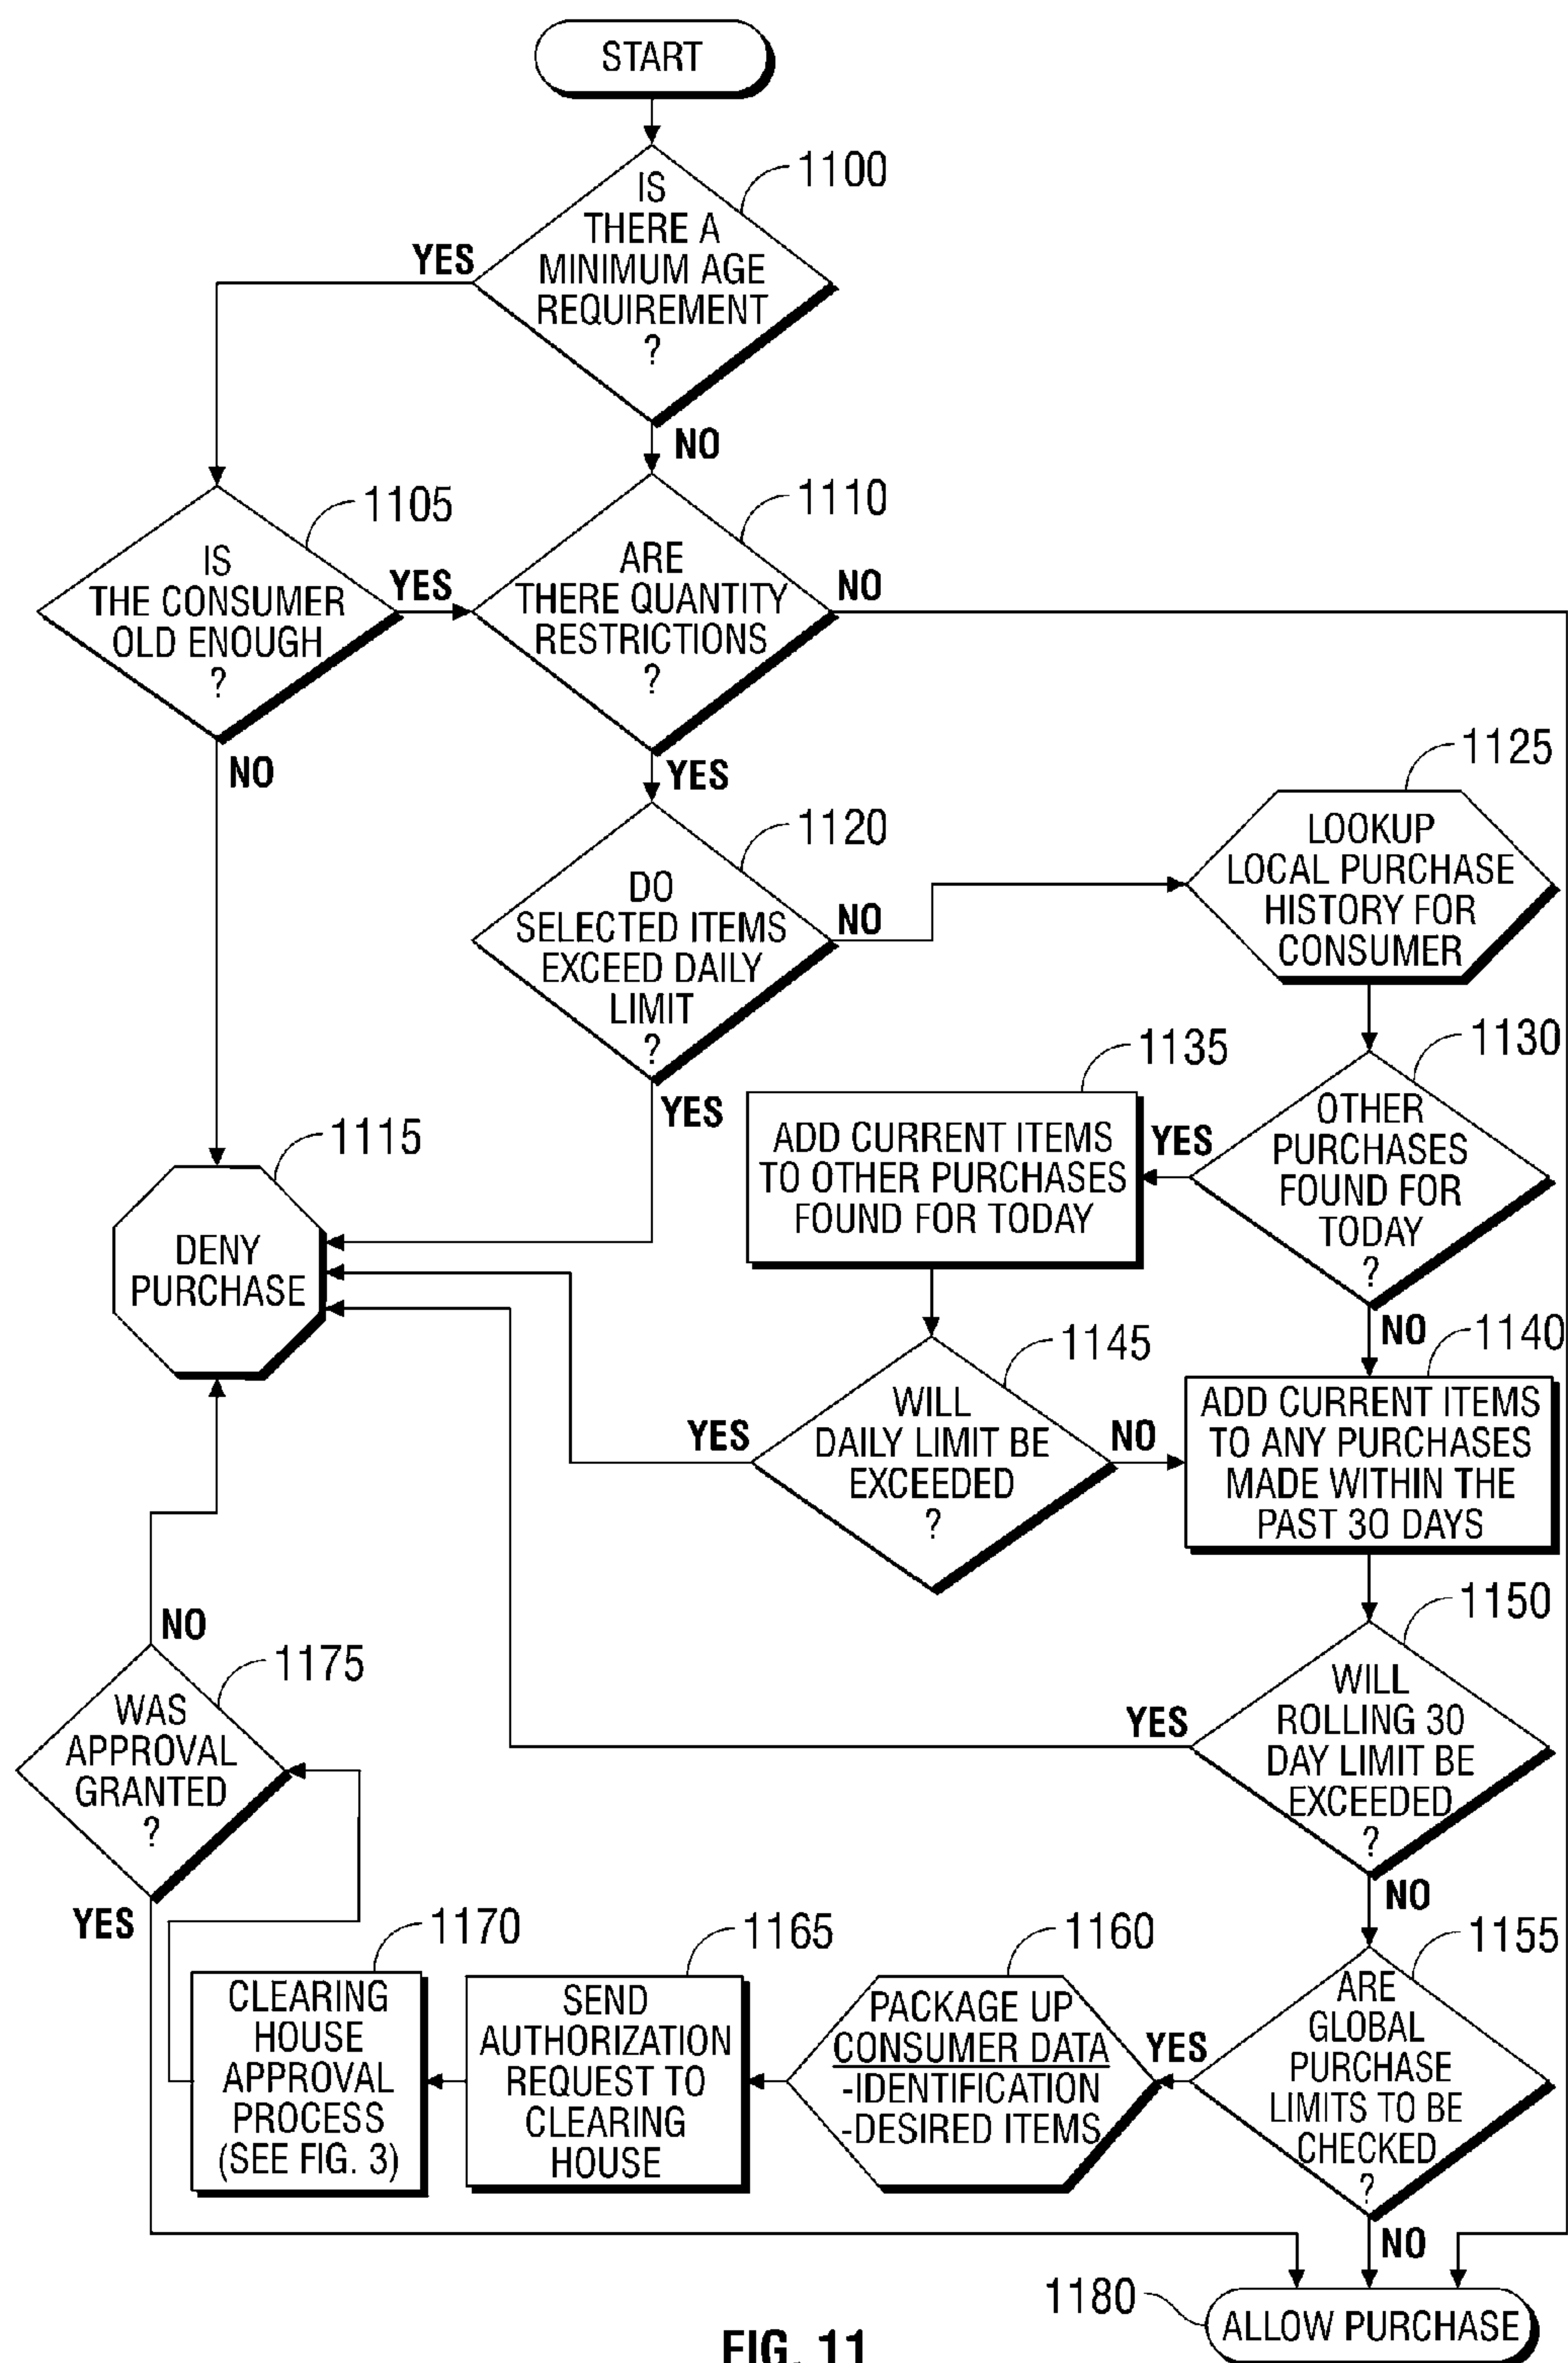 START
1100
IS
THERE A
MINIMUM AGE
REQUIREMENT
?
YES
NO
1105
IS
THE CONSUMER
OLD ENOUGH
?
YES
NO
1110
ARE
THERE QUANTITY
RESTRICTIONS
?
NO
YES
1120
DO
SELECTED ITEMS
EXCEED DAILY
LIMIT
?
NO
YES
1125
LOOKUP
LOCAL PURCHASE
HISTORY FOR
CONSUMER
1130
OTHER
PURCHASES
FOUND FOR
TODAY
?
YES
NO
1135
ADD CURRENT ITEMS
TO OTHER PURCHASES
FOUND FOR TODAY
1115
DENY
PURCHASE
1145
WILL
DAILY LIMIT BE
EXCEEDED
?
YES
NO
1140
ADD CURRENT ITEMS
TO ANY PURCHASES
MADE WITHIN THE
PAST 30 DAYS
1150
WILL
ROLLING 30
DAY LIMIT BE
EXCEEDED
?
YES
NO
1175
WAS
APPROVAL
GRANTED
?
NO
YES
1170
CLEARING
HOUSE
APPROVAL
PROCESS
(SEE FIG. 3)
1165
SEND
AUTHORIZATION
REQUEST TO
CLEARING
HOUSE
1160
PACKAGE UP
CONSUMER DATA
-IDENTIFICATION
-DESIRED ITEMS
1155
ARE
GLOBAL
PURCHASE
LIMITS TO BE
CHECKED
?
YES
NO
1180
ALLOW PURCHASE
FIG. 11